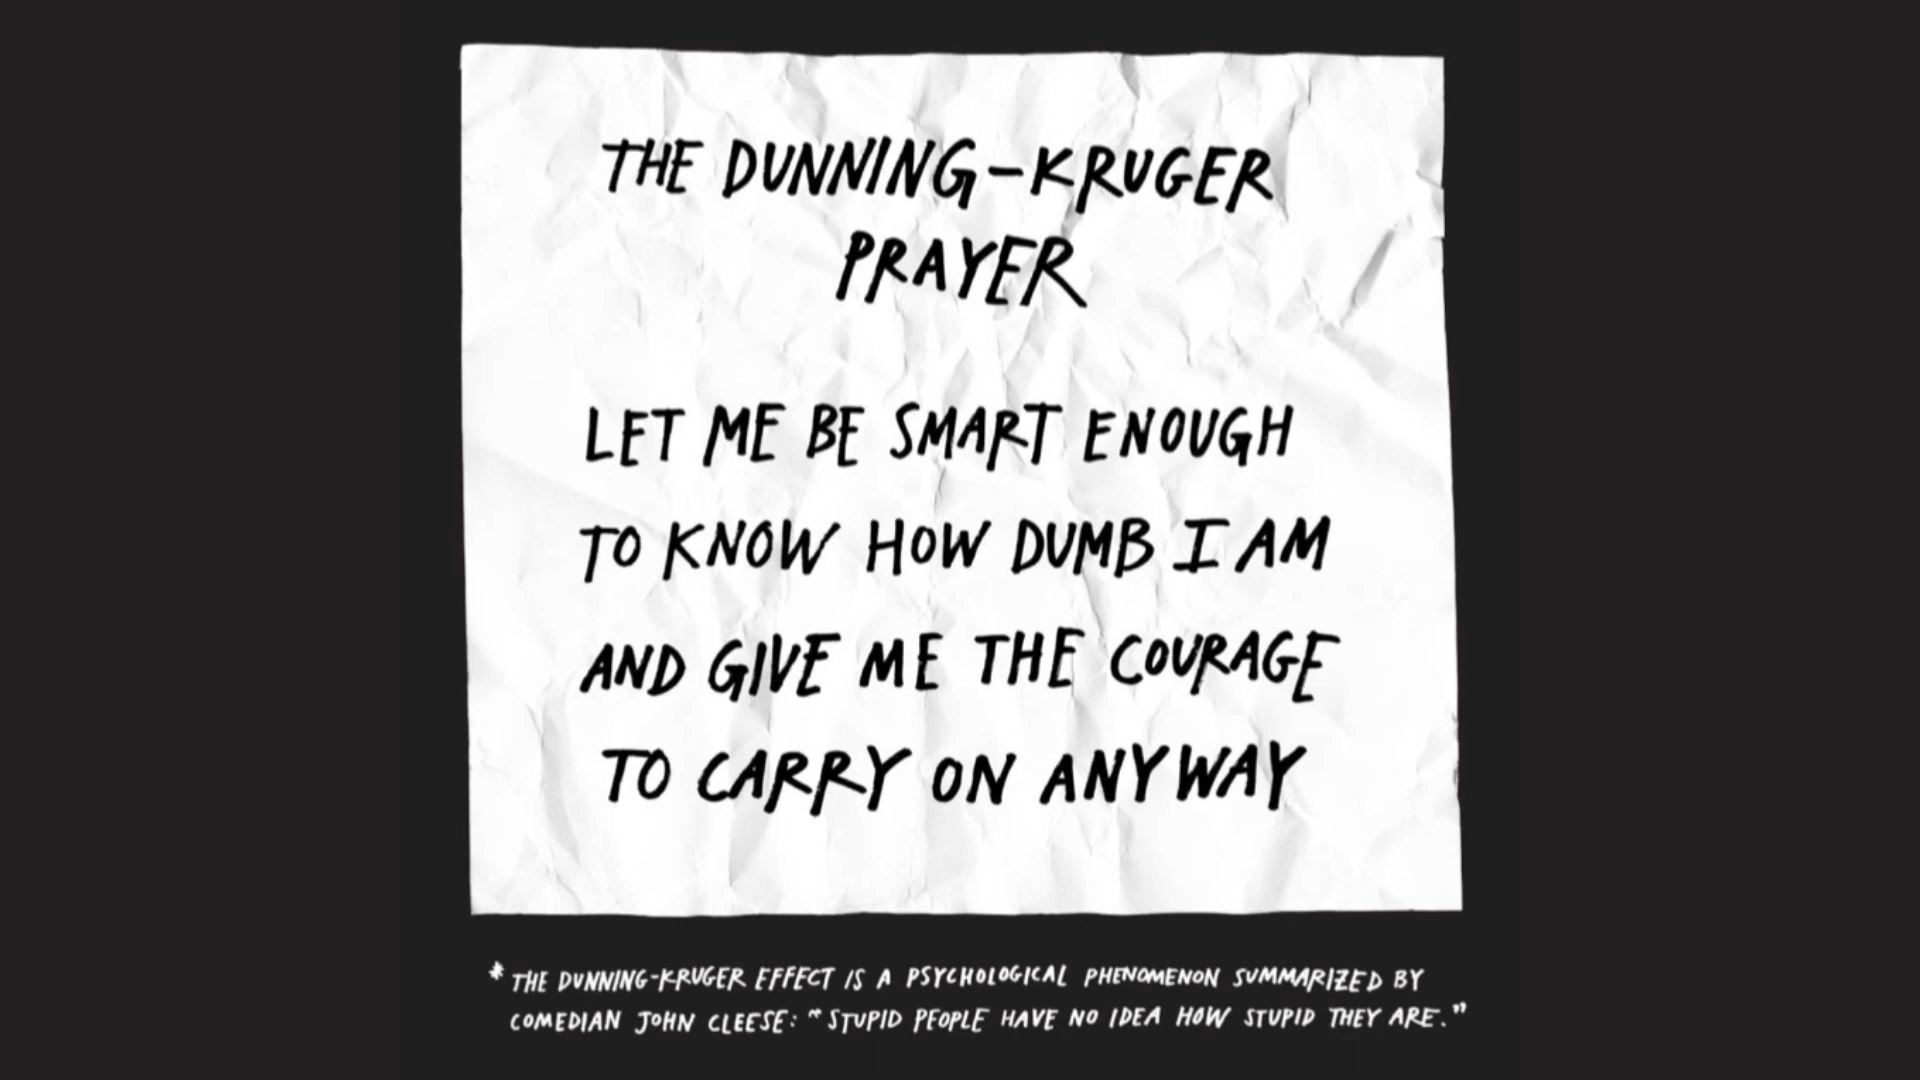 THE DUNNING-KRUGER
PRAYER
LET ME BE SMART ENOUGH
TO KNOW HOW DUMB I AM
AND GIVE ME THE COURAGE
TO CARRY ON ANYWAY
* THE DUNNING-KRUGER EFFECT IS A PSYCHOLOGICAL PHENOMENON SUMMARIZED BY
COMEDIAN JOHN CLEESE: "STUPID PEOPLE HAVE NO IDEA HOW STUPID THEY ARE."